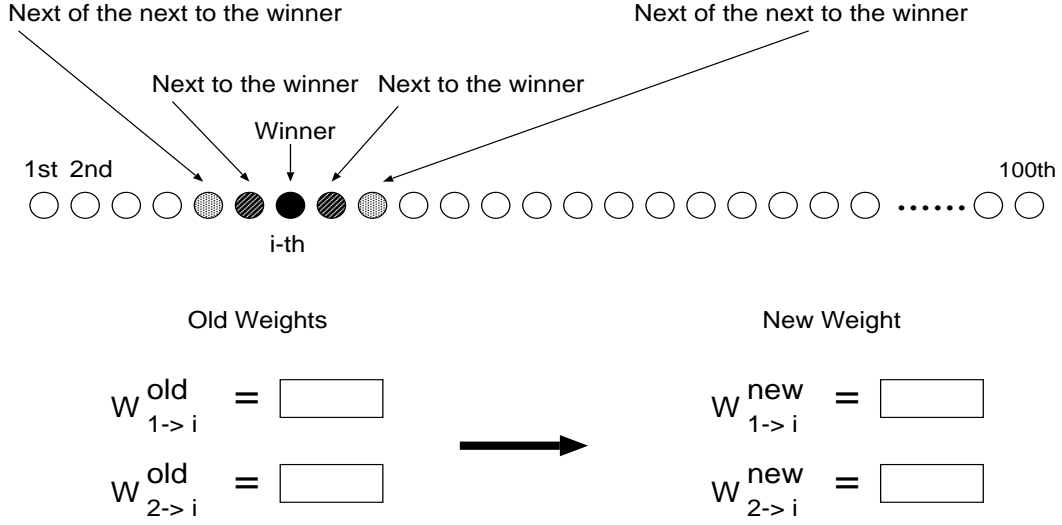 Next of the next to the winner Next of the next to the winner
Next to the winner Next to the winner
Winner
1st 2nd 100th
i-th
Old Weights New Weight
W old 1-> i = W new 1-> i =
W old 2-> i = W new 2-> i =